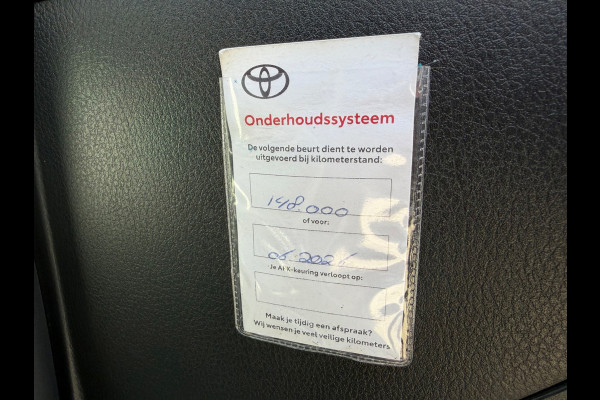 Onderhoudssysteem
De volgende beurt dient te worden
uitgevoerd bij kilometerstand:
148.000
of voor:
Je AUX-keuring verloopt op:
Maak je tijdig een afspraak?
Wij wensen je veel veilige kilometers